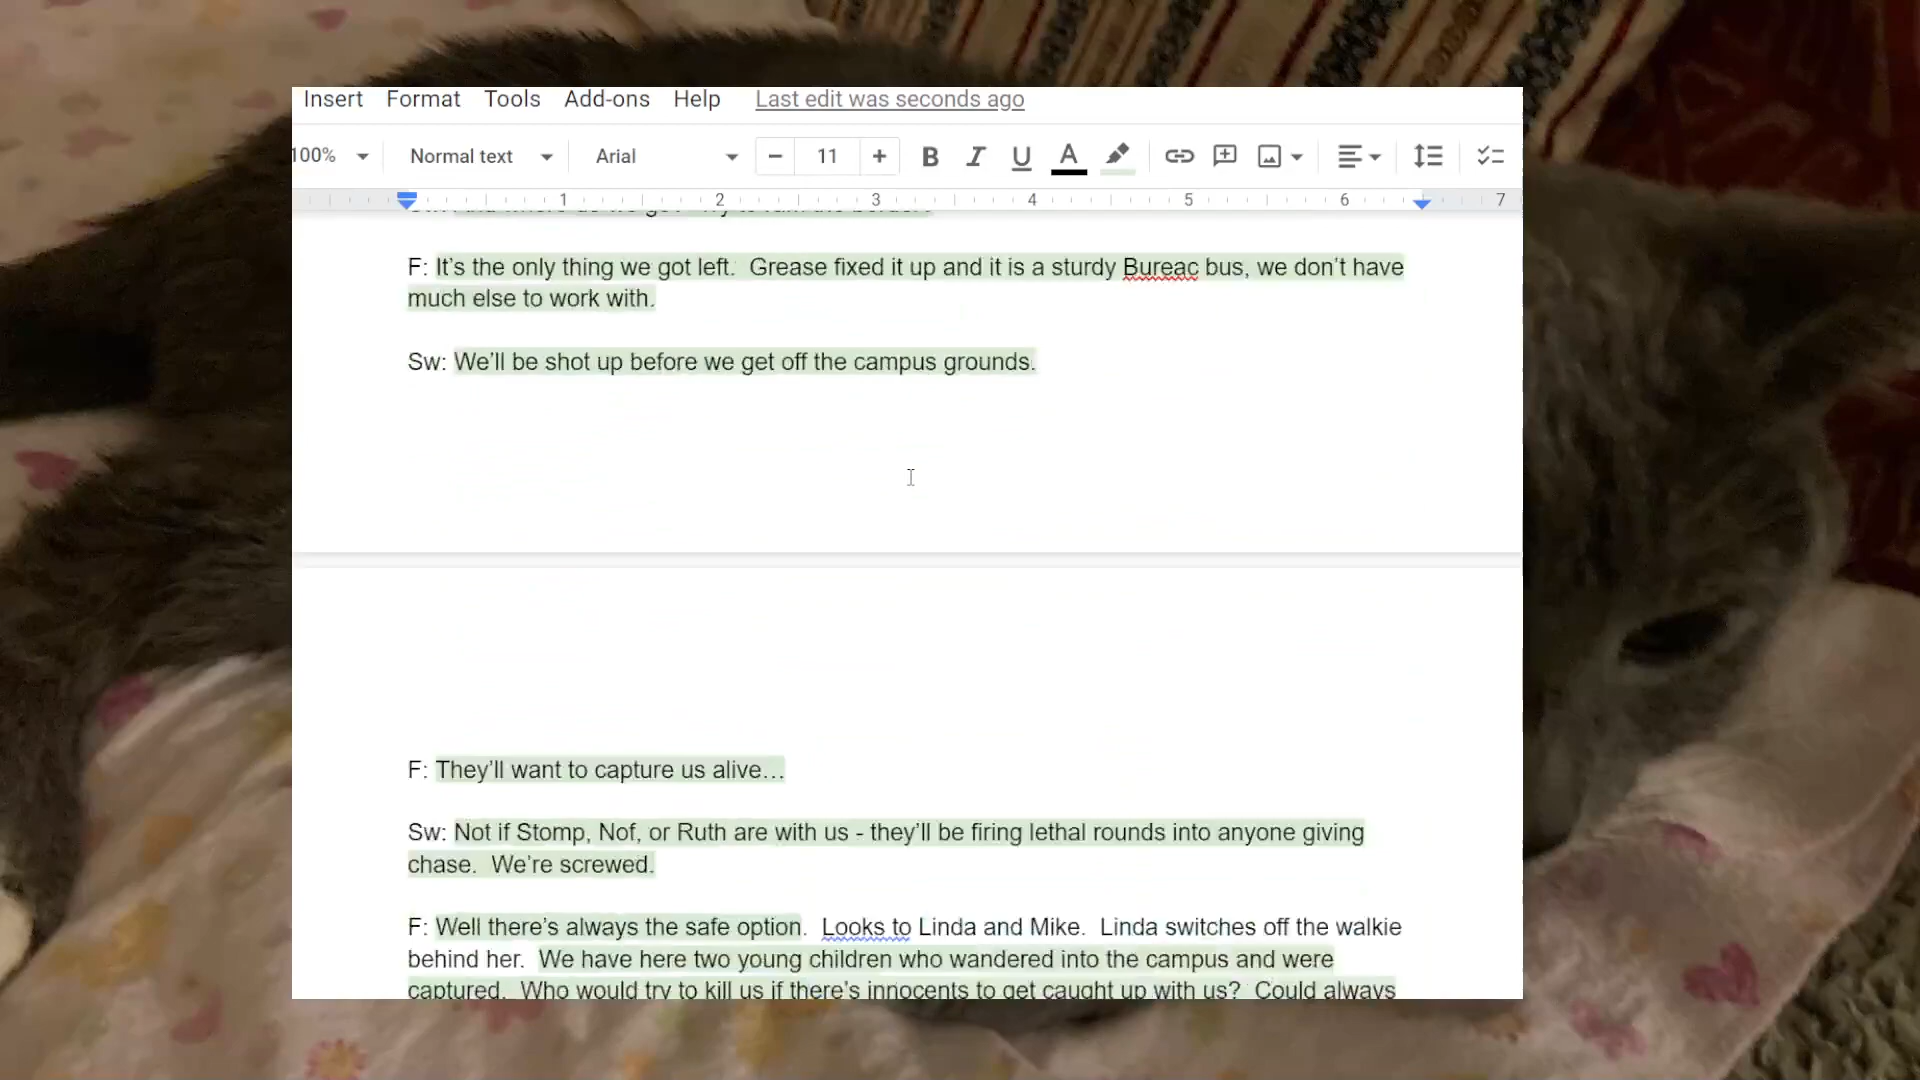 Insert Format Tools Add-ons Help Last edit was seconds ago
100% Normal text Arial − 11 + B I U A
1 2 3 4 5 6 7
F: It’s the only thing we got left.  Grease fixed it up and it is a sturdy Bureac bus, we don’t have
much else to work with.
Sw: We’ll be shot up before we get off the campus grounds.
F: They’ll want to capture us alive…
Sw: Not if Stomp, Nof, or Ruth are with us - they’ll be firing lethal rounds into anyone giving
chase.  We’re screwed.
F: Well there’s always the safe option.  Looks to Linda and Mike.  Linda switches off the walkie
behind her.  We have here two young children who wandered into the campus and were
captured.  Who would try to kill us if there’s innocents to get caught up with us?  Could always